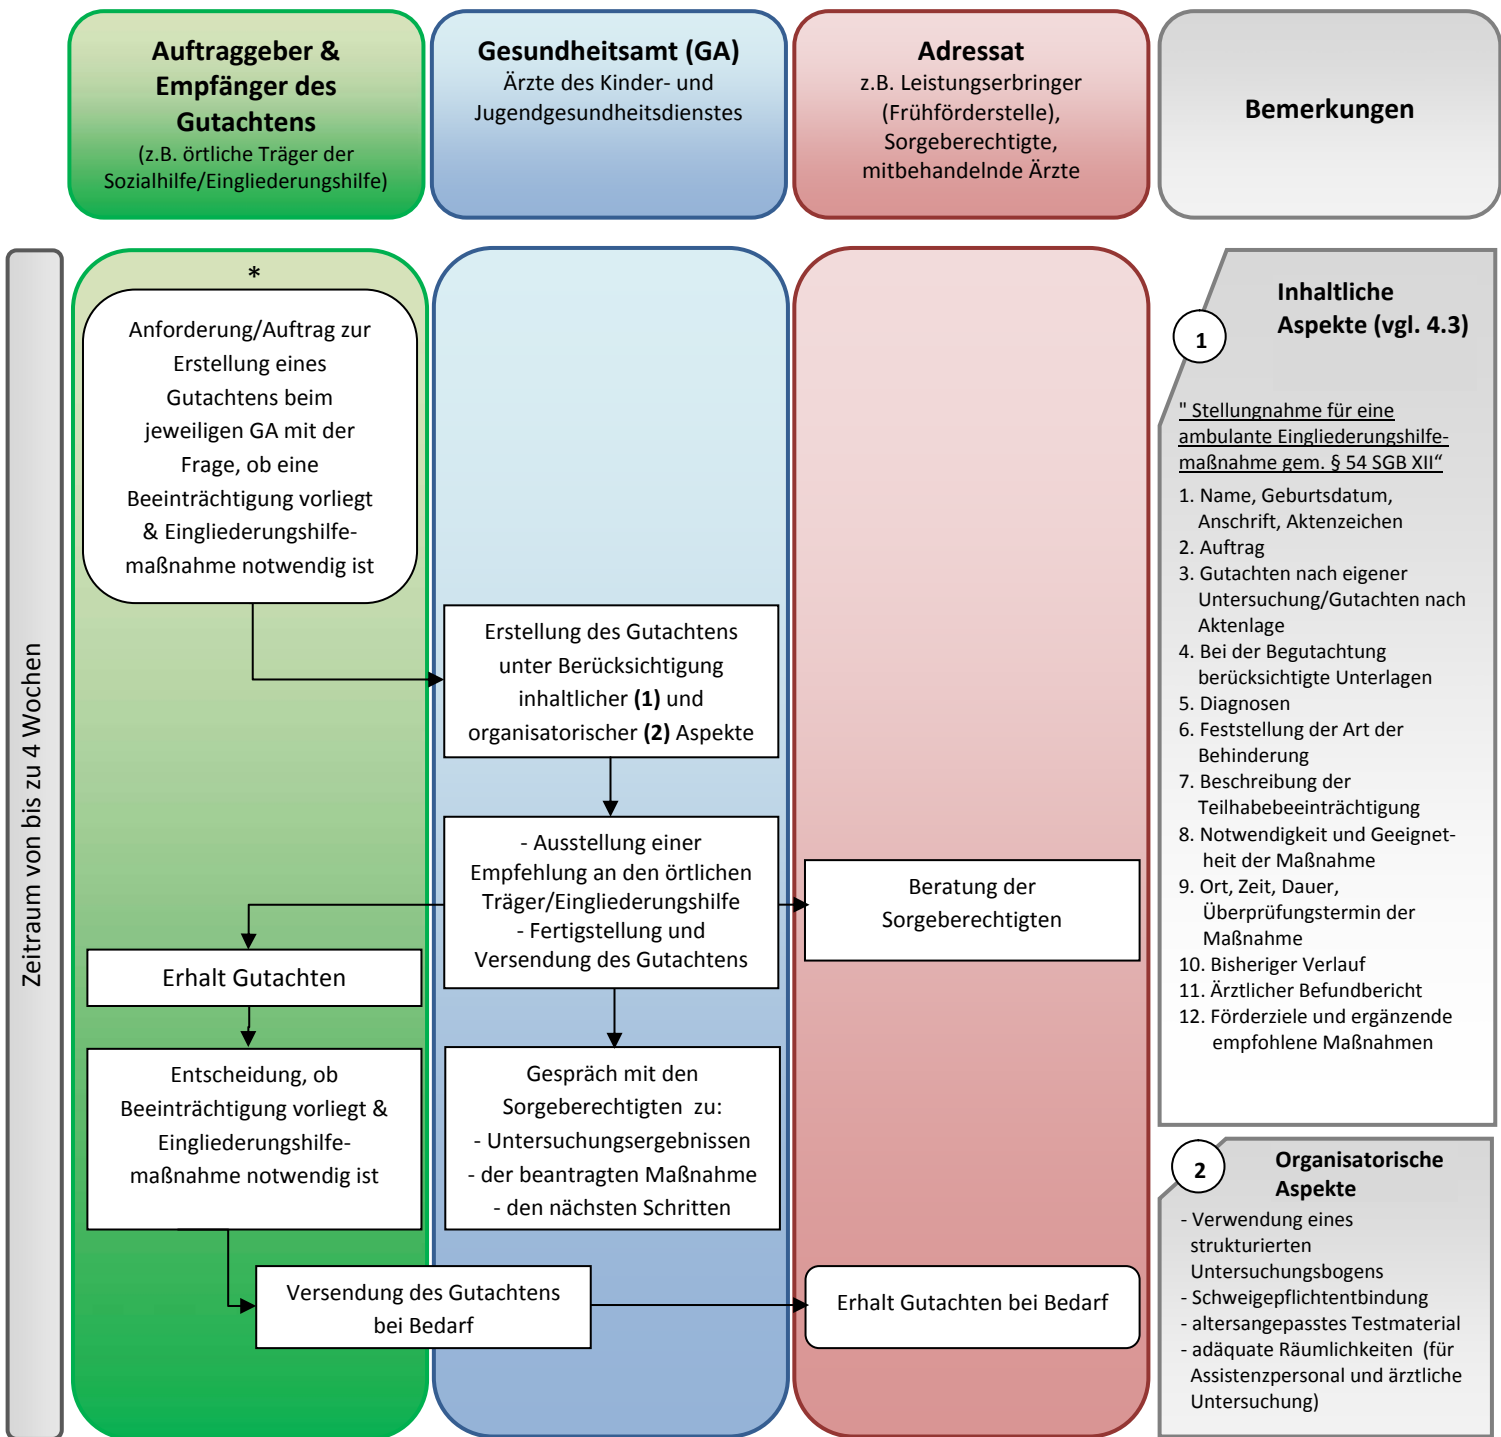 Auftraggeber &
Empfänger des
Gutachtens
(z.B. örtliche Träger der
Sozialhilfe/Eingliederungshilfe)
Gesundheitsamt (GA)
Ärzte des Kinder- und
Jugendgesundheitsdienstes
Adressat
z.B. Leistungserbringer
(Frühförderstelle),
Sorgeberechtigte,
mitbehandelnde Ärzte
Bemerkungen
Zeitraum von bis zu 4 Wochen
*
Anforderung/Auftrag zur
Erstellung eines
Gutachtens beim
jeweiligen GA mit der
Frage, ob eine
Beeinträchtigung vorliegt
& Eingliederungshilfe-
maßnahme notwendig ist
Erstellung des Gutachtens
unter Berücksichtigung
inhaltlicher (1) und
organisatorischer (2) Aspekte
- Ausstellung einer
Empfehlung an den örtlichen
Träger/Eingliederungshilfe
- Fertigstellung und
Versendung des Gutachtens
Beratung der
Sorgeberechtigten
Erhalt Gutachten
Entscheidung, ob
Beeinträchtigung vorliegt &
Eingliederungshilfe-
maßnahme notwendig ist
Gespräch mit den
Sorgeberechtigten zu:
- Untersuchungsergebnissen
- der beantragten Maßnahme
- den nächsten Schritten
Versendung des Gutachtens
bei Bedarf
Erhalt Gutachten bei Bedarf
1
Inhaltliche
Aspekte (vgl. 4.3)
" Stellungnahme für eine
ambulante Eingliederungshilfe-
maßnahme gem. § 54 SGB XII“
1. Name, Geburtsdatum,
Anschrift, Aktenzeichen
2. Auftrag
3. Gutachten nach eigener
Untersuchung/Gutachten nach
Aktenlage
4. Bei der Begutachtung
berücksichtigte Unterlagen
5. Diagnosen
6. Feststellung der Art der
Behinderung
7. Beschreibung der
Teilhabebeeinträchtigung
8. Notwendigkeit und Geeignet-
heit der Maßnahme
9. Ort, Zeit, Dauer,
Überprüfungstermin der
Maßnahme
10. Bisheriger Verlauf
11. Ärztlicher Befundbericht
12. Förderziele und ergänzende
empfohlene Maßnahmen
2
Organisatorische
Aspekte
- Verwendung eines
strukturierten
Untersuchungsbogens
- Schweigepflichtentbindung
- altersangepasstes Testmaterial
- adäquate Räumlichkeiten (für
Assistenzpersonal und ärztliche
Untersuchung)